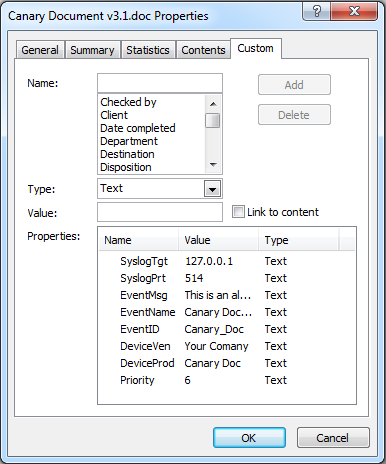 Canary Document v3.1.doc Properties
General Summary Statistics Contents Custom
Name:
Add
Checked by
Client
Date completed
Department
Destination
Disposition
Delete
Type: Text
Value: Link to content
Properties:
Name Value Type
SyslogTgt 127.0.0.1 Text
SyslogPrt 514 Text
EventMsg This is an al... Text
EventName Canary Doc... Text
EventID Canary_Doc Text
DeviceVen Your Comany Text
DeviceProd Canary Doc Text
Priority 6 Text
OK Cancel